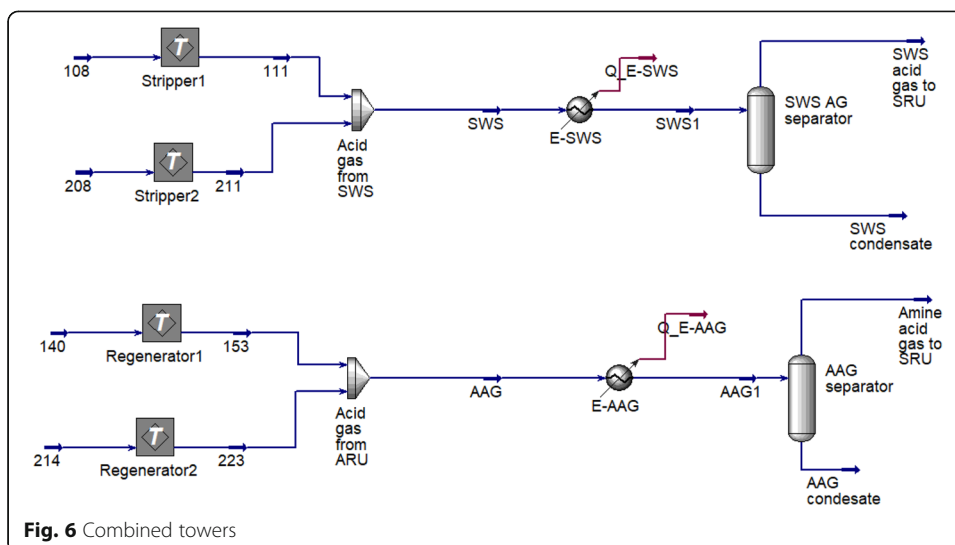 T
108
111
Stripper1
Q_E-SWS
SWS
acid
gas to
SRU
T
208
211
Stripper2
Acid
gas
from
SWS
SWS
E-SWS
SWS1
SWS AG
separator
SWS
condensate
T
140
153
Regenerator1
Q_E-AAG
Amine
acid
gas to
SRU
T
214
223
Regenerator2
Acid
gas
from
ARU
AAG
E-AAG
AAG1
AAG
separator
AAG
condesate
Fig. 6 Combined towers